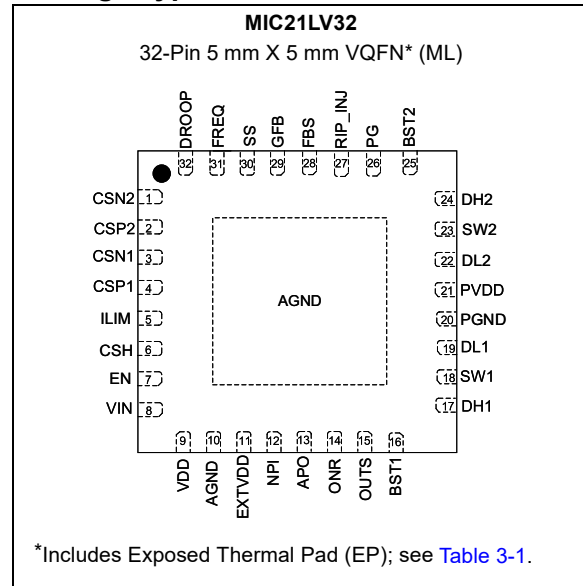 MIC21LV32
32-Pin 5 mm X 5 mm VQFN* (ML)
DROOP
FREQ
SS
GFB
FBS
RIP_INJ
PG
BST2
32
31
30
29
28
27
26
25
CSN2 1
CSP2 2
CSN1 3
CSP1 4
ILIM 5
CSH 6
EN 7
VIN 8
AGND
24 DH2
23 SW2
22 DL2
21 PVDD
20 PGND
19 DL1
18 SW1
17 DH1
9
10
11
12
13
14
15
16
VDD
AGND
EXTVDD
NPI
APO
ONR
OUTS
BST1
*Includes Exposed Thermal Pad (EP); see Table 3-1.